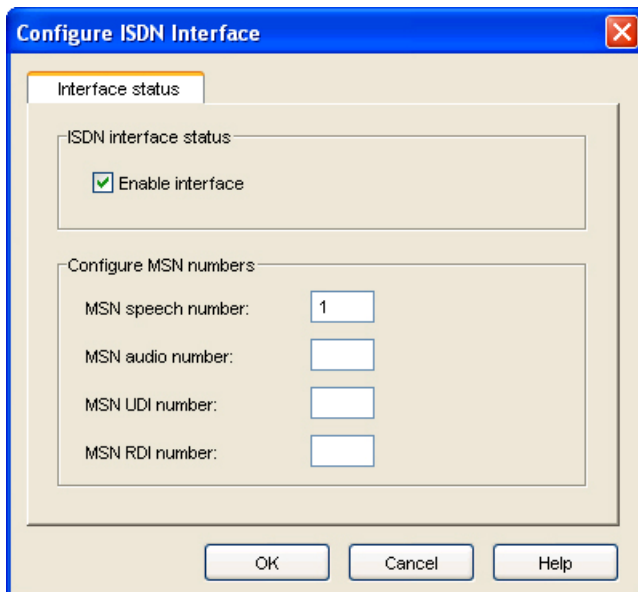 Configure ISDN Interface
Interface status
ISDN interface status
Enable interface
Configure MSN numbers
MSN speech number: 1
MSN audio number:
MSN UDI number:
MSN RDI number:
OK Cancel Help